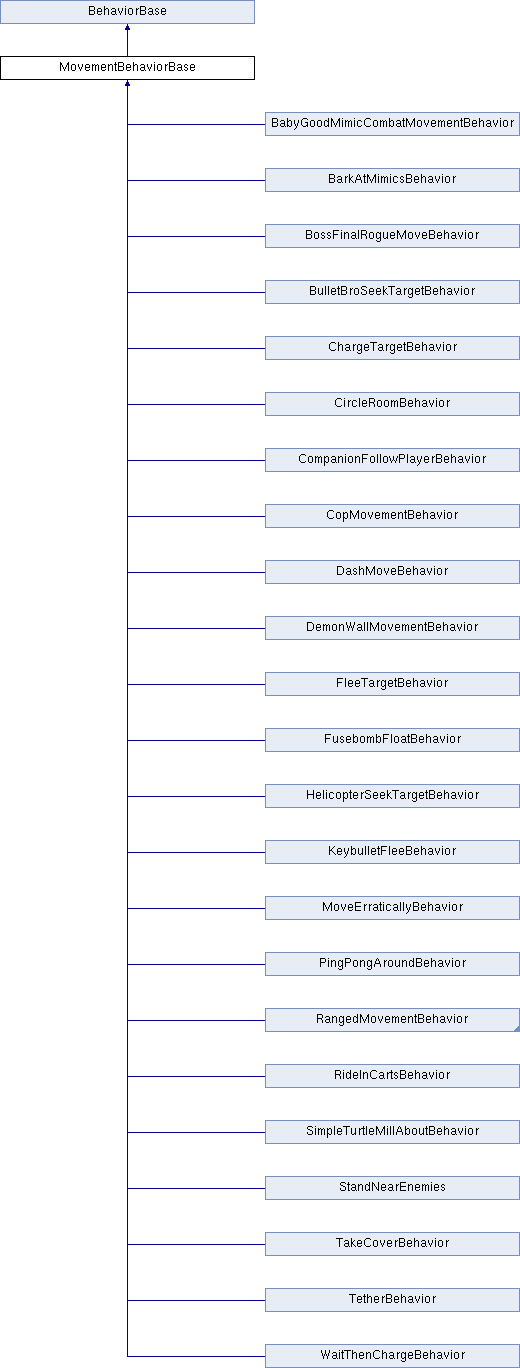 BehaviorBase
MovementBehaviorBase
BabyGoodMimicCombatMovementBehavior
BarkAtMimicsBehavior
BossFinalRogueMoveBehavior
BulletBroSeekTargetBehavior
ChargeTargetBehavior
CircleRoomBehavior
CompanionFollowPlayerBehavior
CopMovementBehavior
DashMoveBehavior
DemonWallMovementBehavior
FleeTargetBehavior
FusebombFloatBehavior
HelicopterSeekTargetBehavior
KeybulletFleeBehavior
MoveErraticallyBehavior
PingPongAroundBehavior
RangedMovementBehavior
RideInCartsBehavior
SimpleTurtleMillAboutBehavior
StandNearEnemies
TakeCoverBehavior
TetherBehavior
WaitThenChargeBehavior